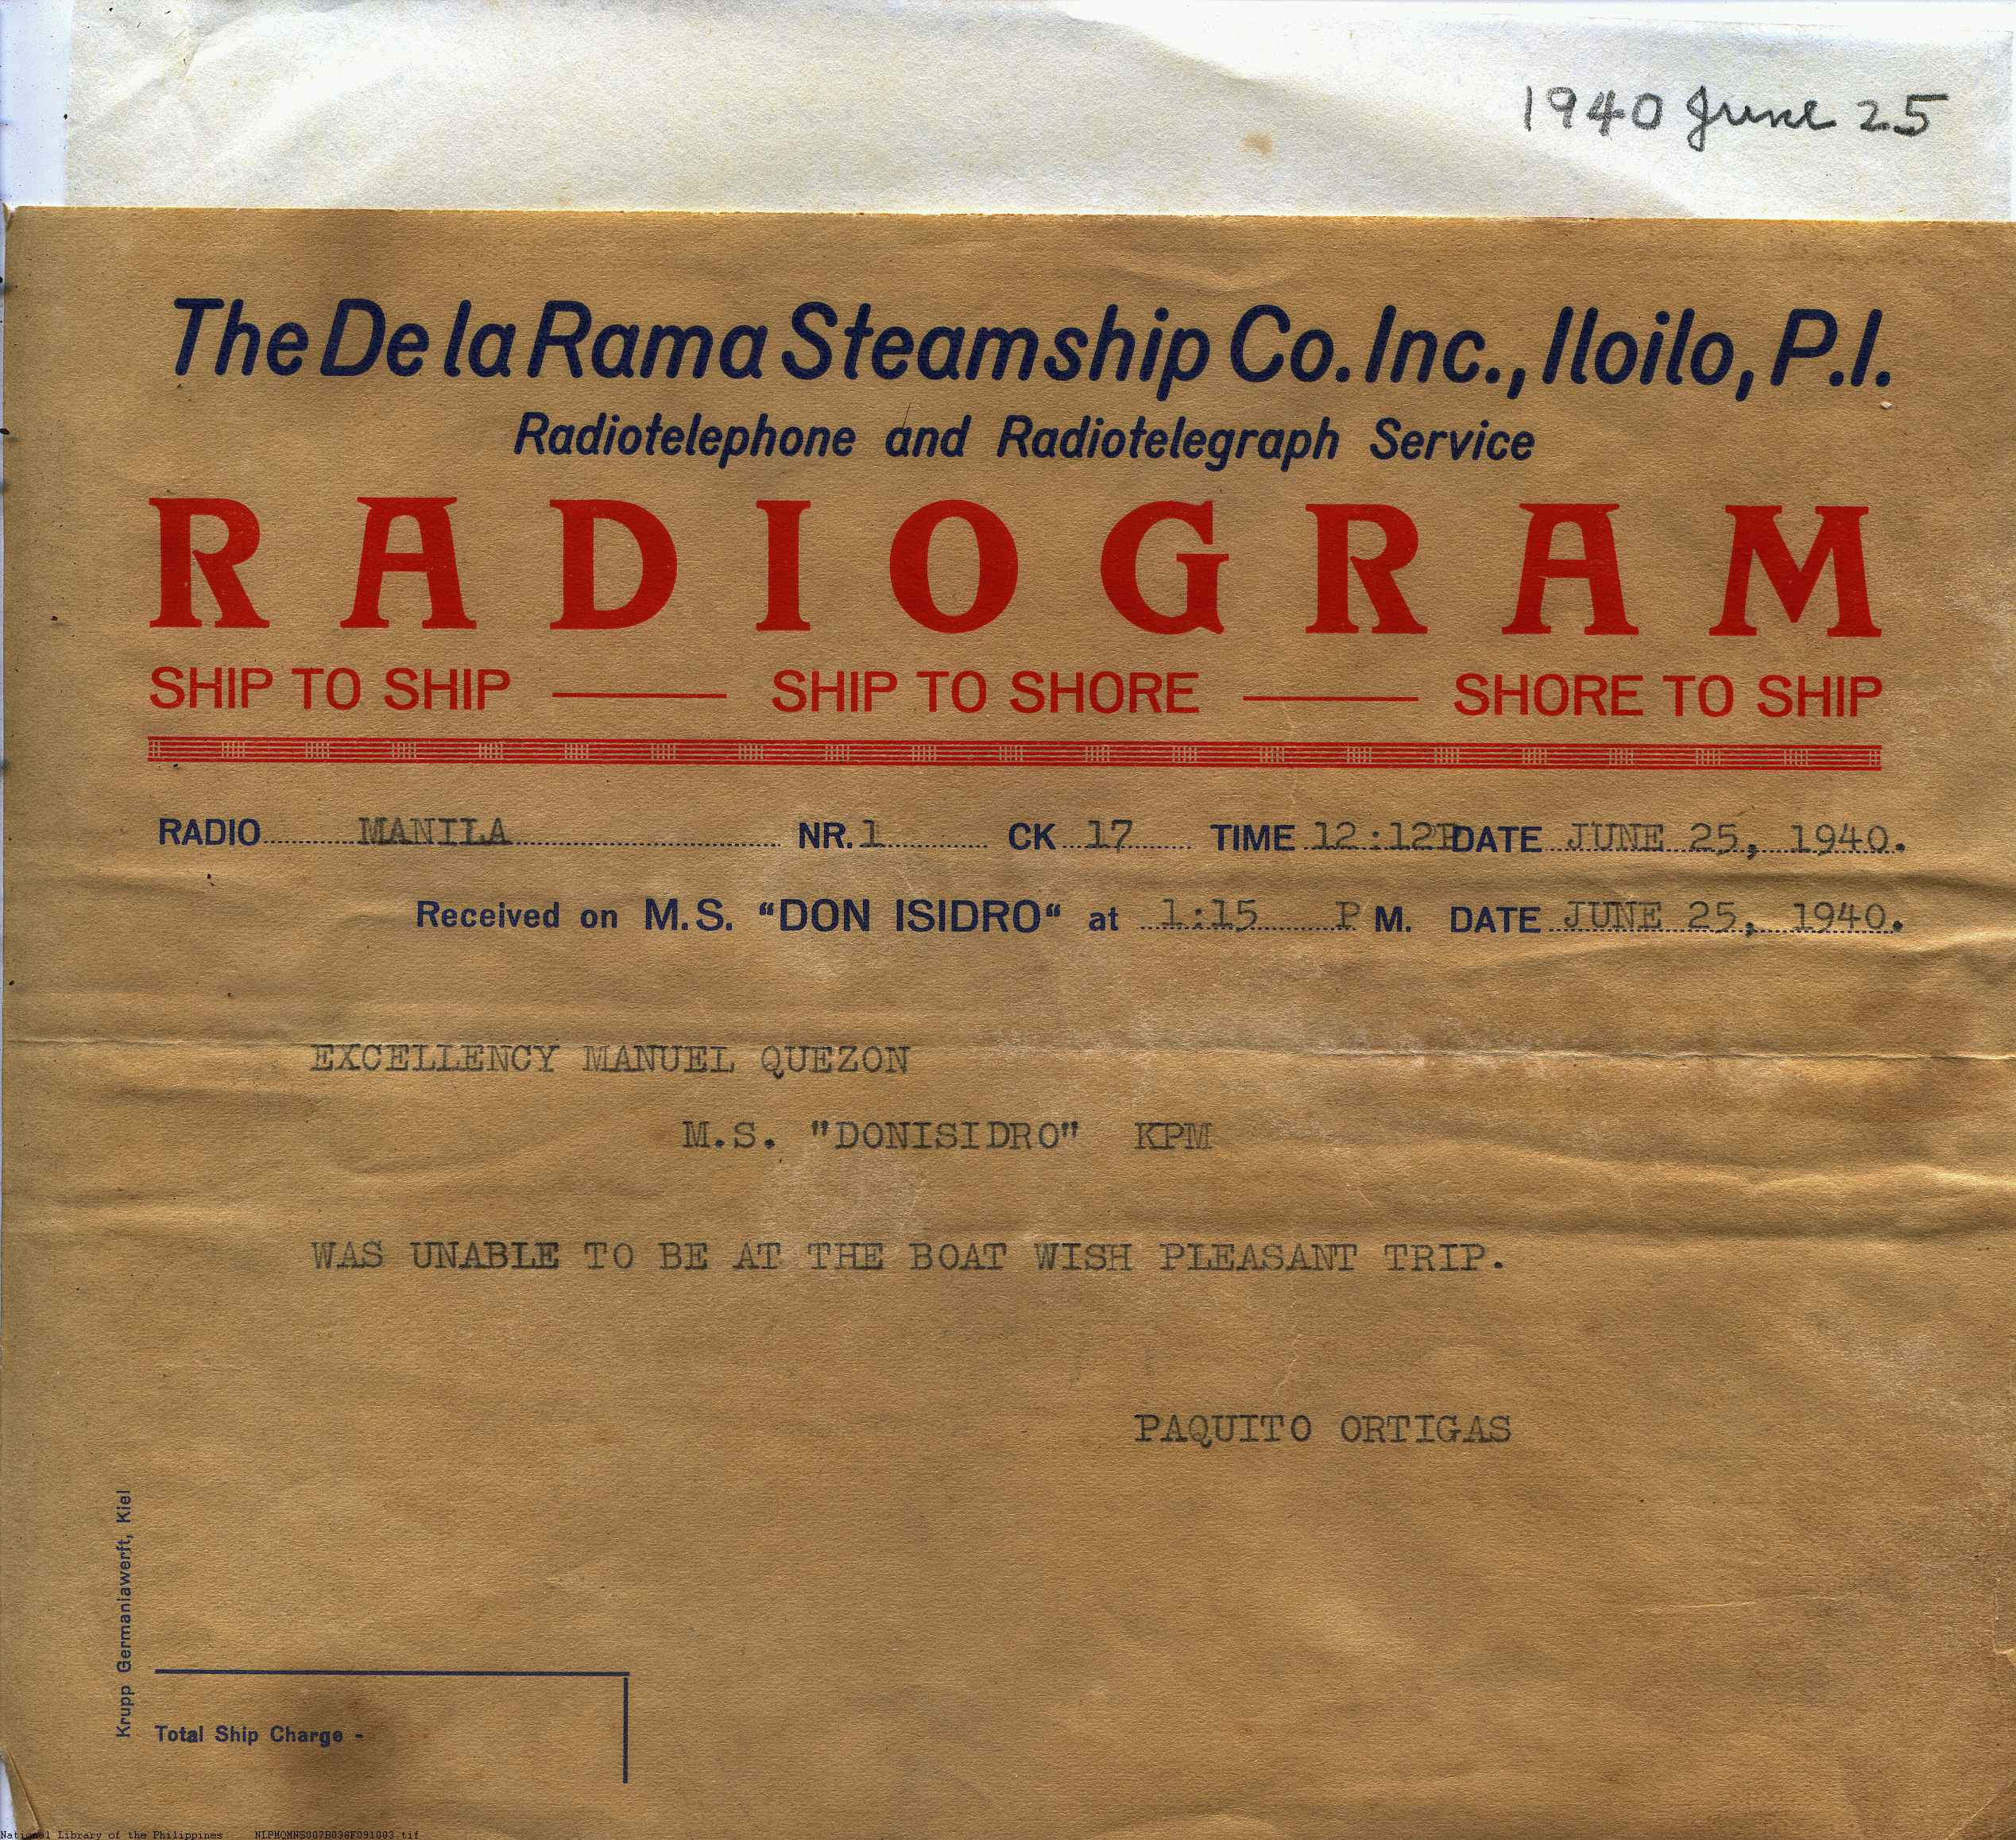 1940 June 25
The De la Rama Steamship Co. Inc., Iloilo, P.I.
Radiotelephone and Radiotelegraph Service
RADIOGRAM
SHIP TO SHIP —— SHIP TO SHORE —— SHORE TO SHIP
RADIO MANILA NR. 1 CK 17 TIME 12:12P DATE JUNE 25, 1940.
Received on M.S. "DON ISIDRO" at 1:15 P M. DATE JUNE 25, 1940.
EXCELLENCY MANUEL QUEZON
M.S. "DONISIDRO" KPM
WAS UNABLE TO BE AT THE BOAT WISH PLEASANT TRIP.
PAQUITO ORTIGAS
Krupp Germaniawerft, Kiel
Total Ship Charge -
National Library of the Philippines NLPMQMNS007B038F091003.tif